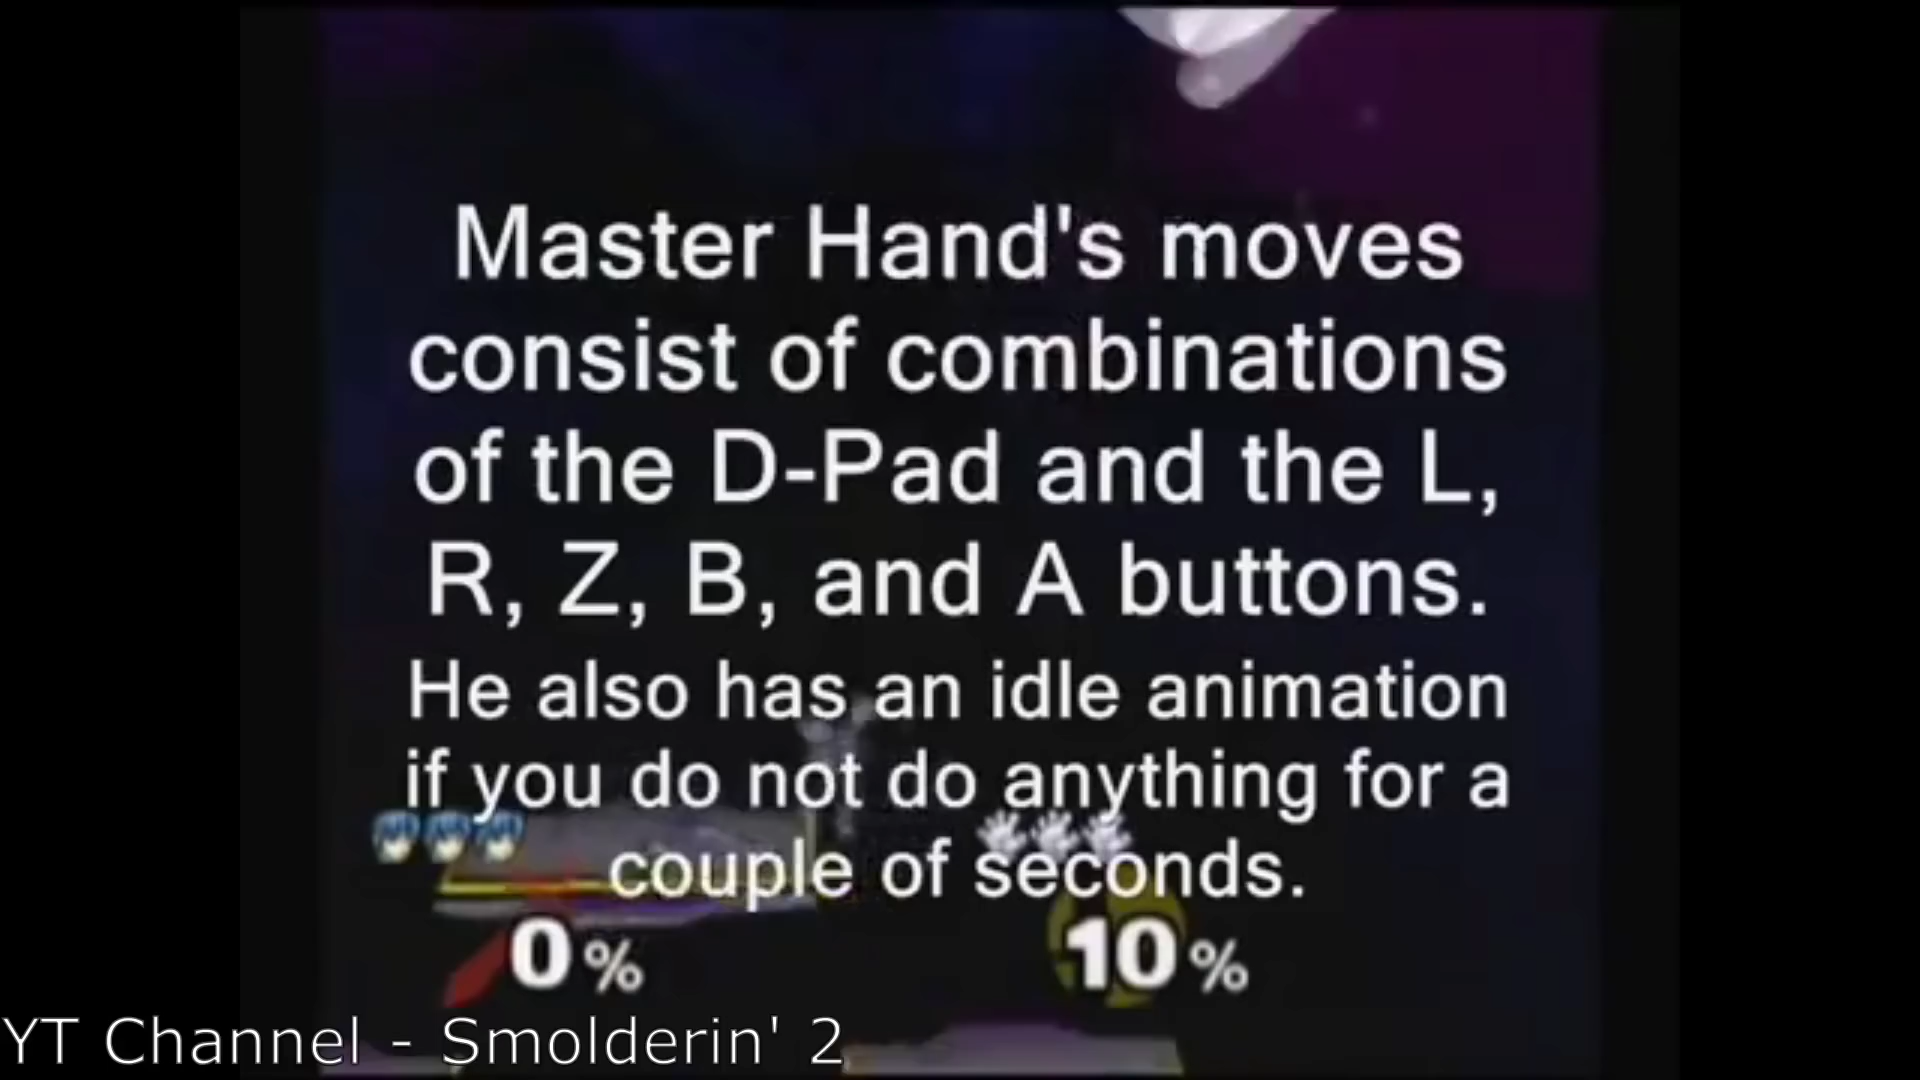 Master Hand's moves
consist of combinations
of the D-Pad and the L,
R, Z, B, and A buttons.
He also has an idle animation
if you do not do anything for a
couple of seconds.
0%
10%
YT Channel - Smolderin' 2